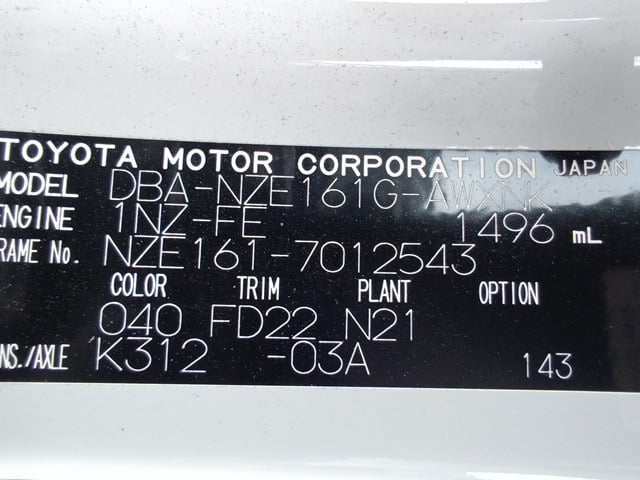 TOYOTA MOTOR CORPORATION JAPAN
MODEL DBA-NZE161G-AWXNK
ENGINE 1NZ-FE 1496 mL
RAME No. NZE161-7012543
COLOR TRIM PLANT OPTION
040 FD22 N21
NS./AXLE K312 -03A 143